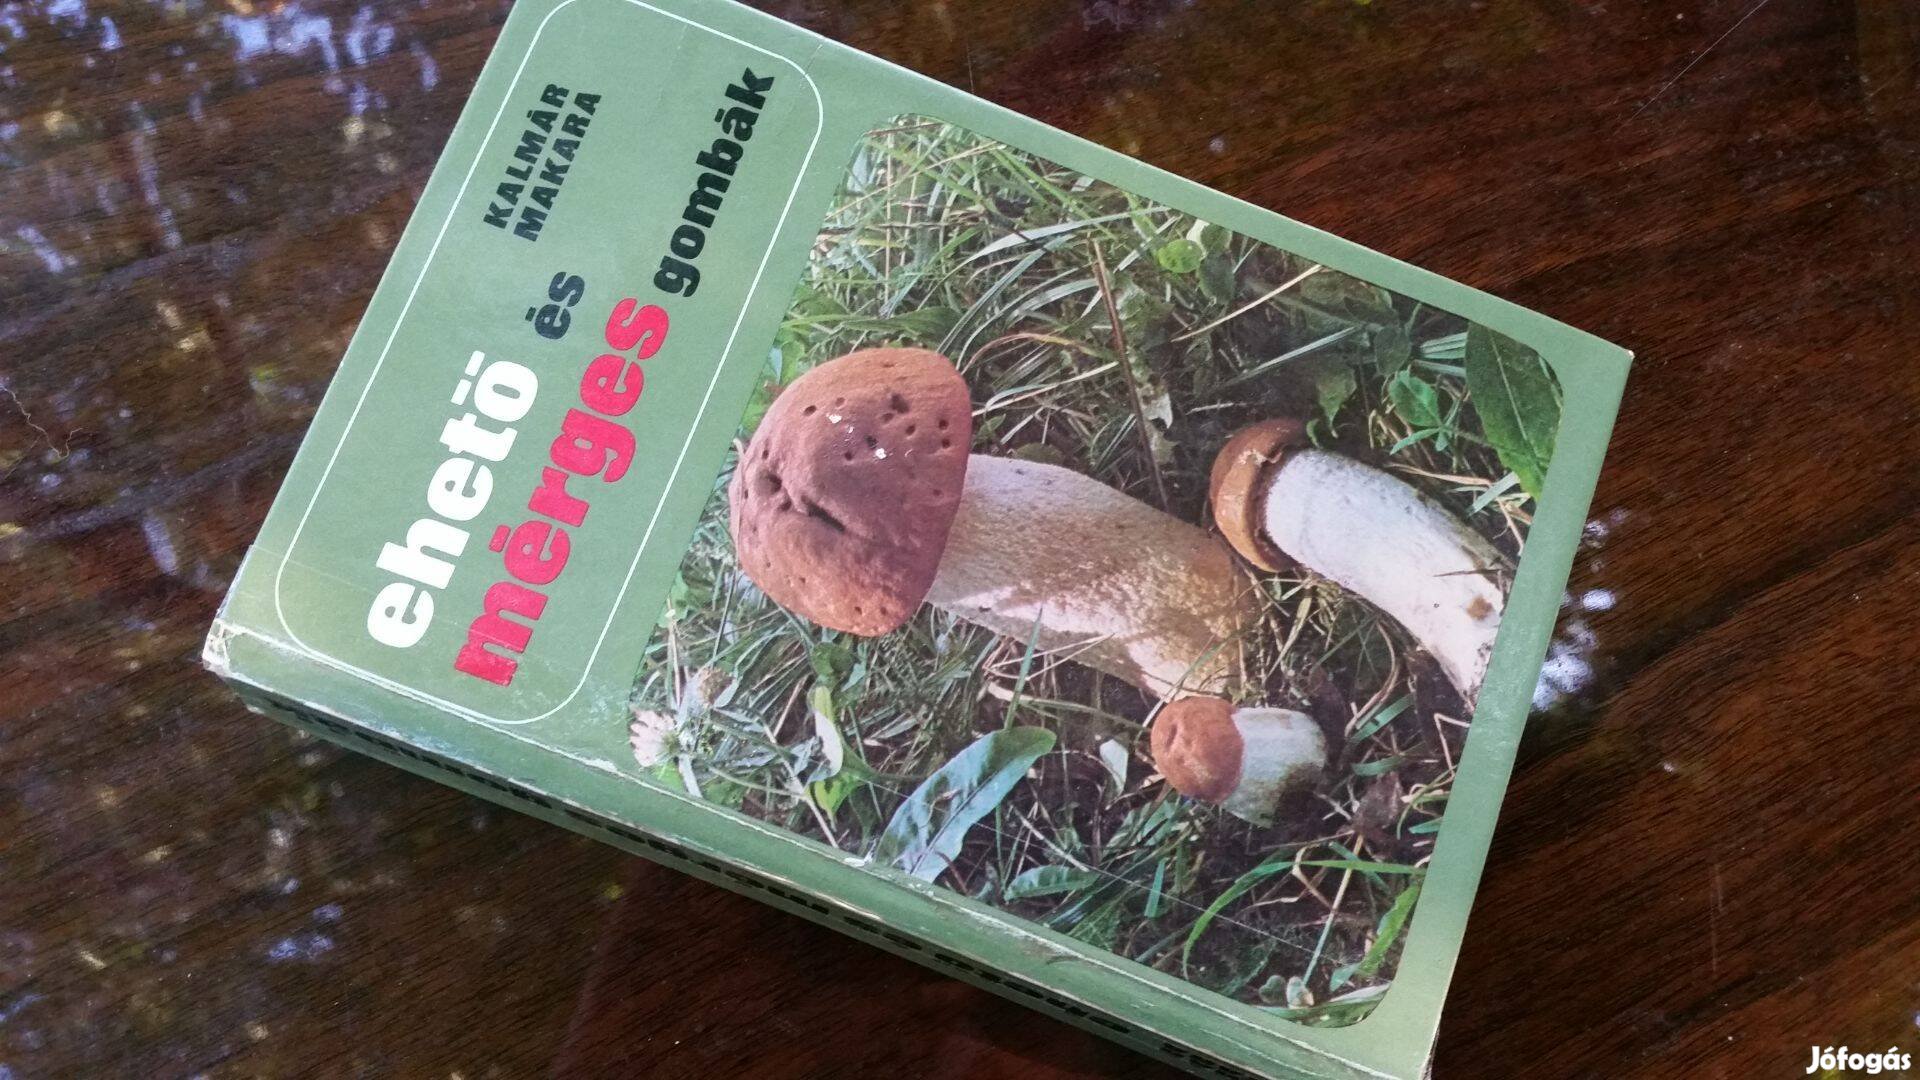 KALMÁR
MAKARA
ehető és
mérges gombák
Jófogás